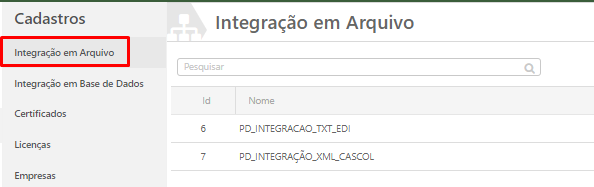 Cadastros
Integração em Arquivo
Integração em Base de Dados
Certificados
Licenças
Empresas
Integração em Arquivo
Pesquisar
Id Nome
6 PD_INTEGRACAO_TXT_EDI
7 PD_INTEGRAÇÃO_XML_CASCOL